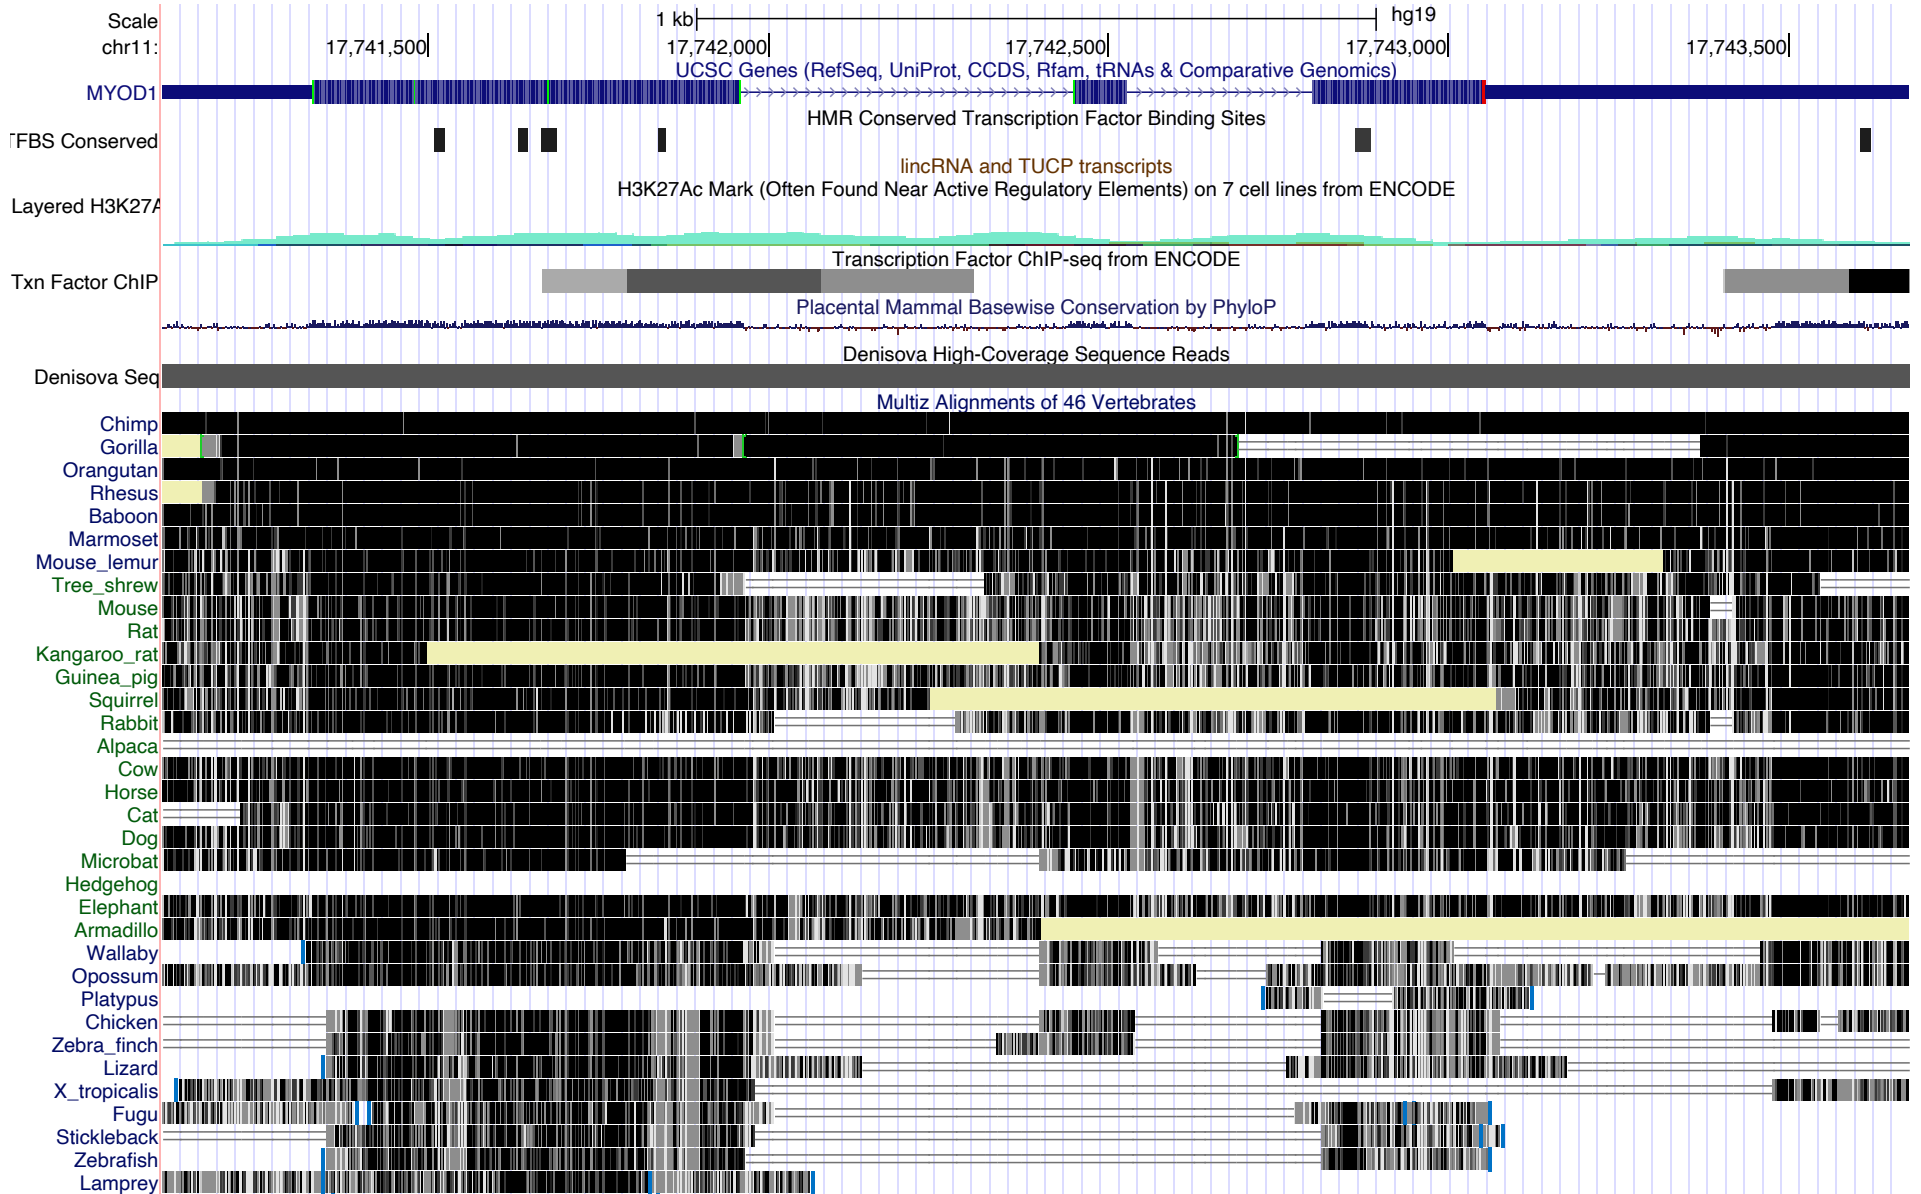 Scale 1 kb hg19
chr11: 17,741,500 17,742,000 17,742,500 17,743,000 17,743,500
UCSC Genes (RefSeq, UniProt, CCDS, Rfam, tRNAs & Comparative Genomics)
MYOD1
HMR Conserved Transcription Factor Binding Sites
TFBS Conserved
lincRNA and TUCP transcripts
H3K27Ac Mark (Often Found Near Active Regulatory Elements) on 7 cell lines from ENCODE
Layered H3K27A
Transcription Factor ChIP-seq from ENCODE
Txn Factor ChIP
Placental Mammal Basewise Conservation by PhyloP
Denisova High-Coverage Sequence Reads
Denisova Seq
Multiz Alignments of 46 Vertebrates
Chimp
Gorilla
Orangutan
Rhesus
Baboon
Marmoset
Mouse_lemur
Tree_shrew
Mouse
Rat
Kangaroo_rat
Guinea_pig
Squirrel
Rabbit
Alpaca
Cow
Horse
Cat
Dog
Microbat
Hedgehog
Elephant
Armadillo
Wallaby
Opossum
Platypus
Chicken
Zebra_finch
Lizard
X_tropicalis
Fugu
Stickleback
Zebrafish
Lamprey